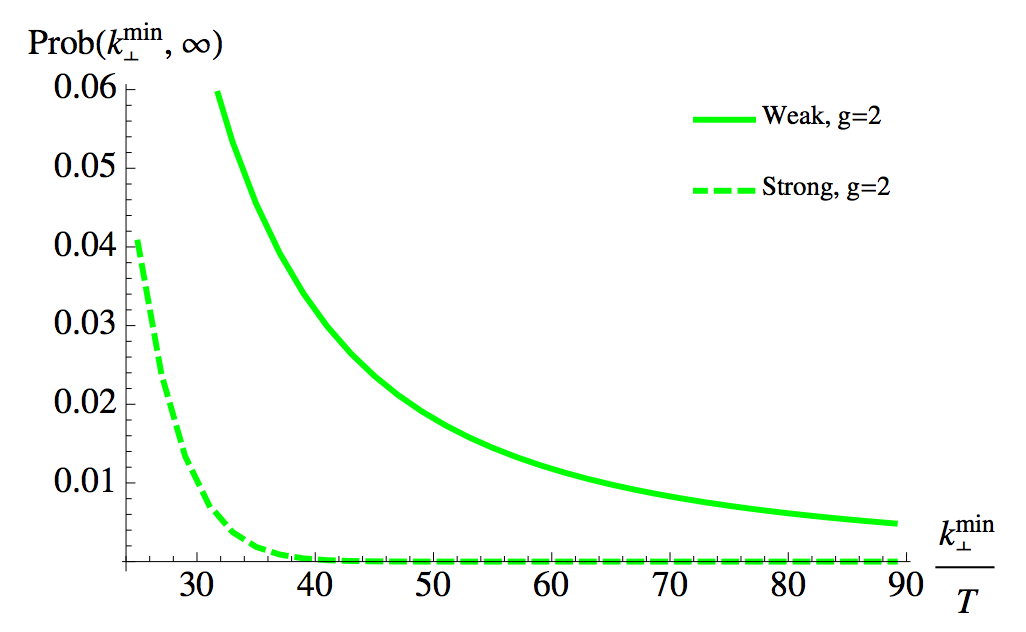 Prob(k⊥^min, ∞)
0.06
Weak, g=2
0.05
Strong, g=2
0.04
0.03
0.02
0.01
k⊥^min
T
30 40 50 60 70 80 90